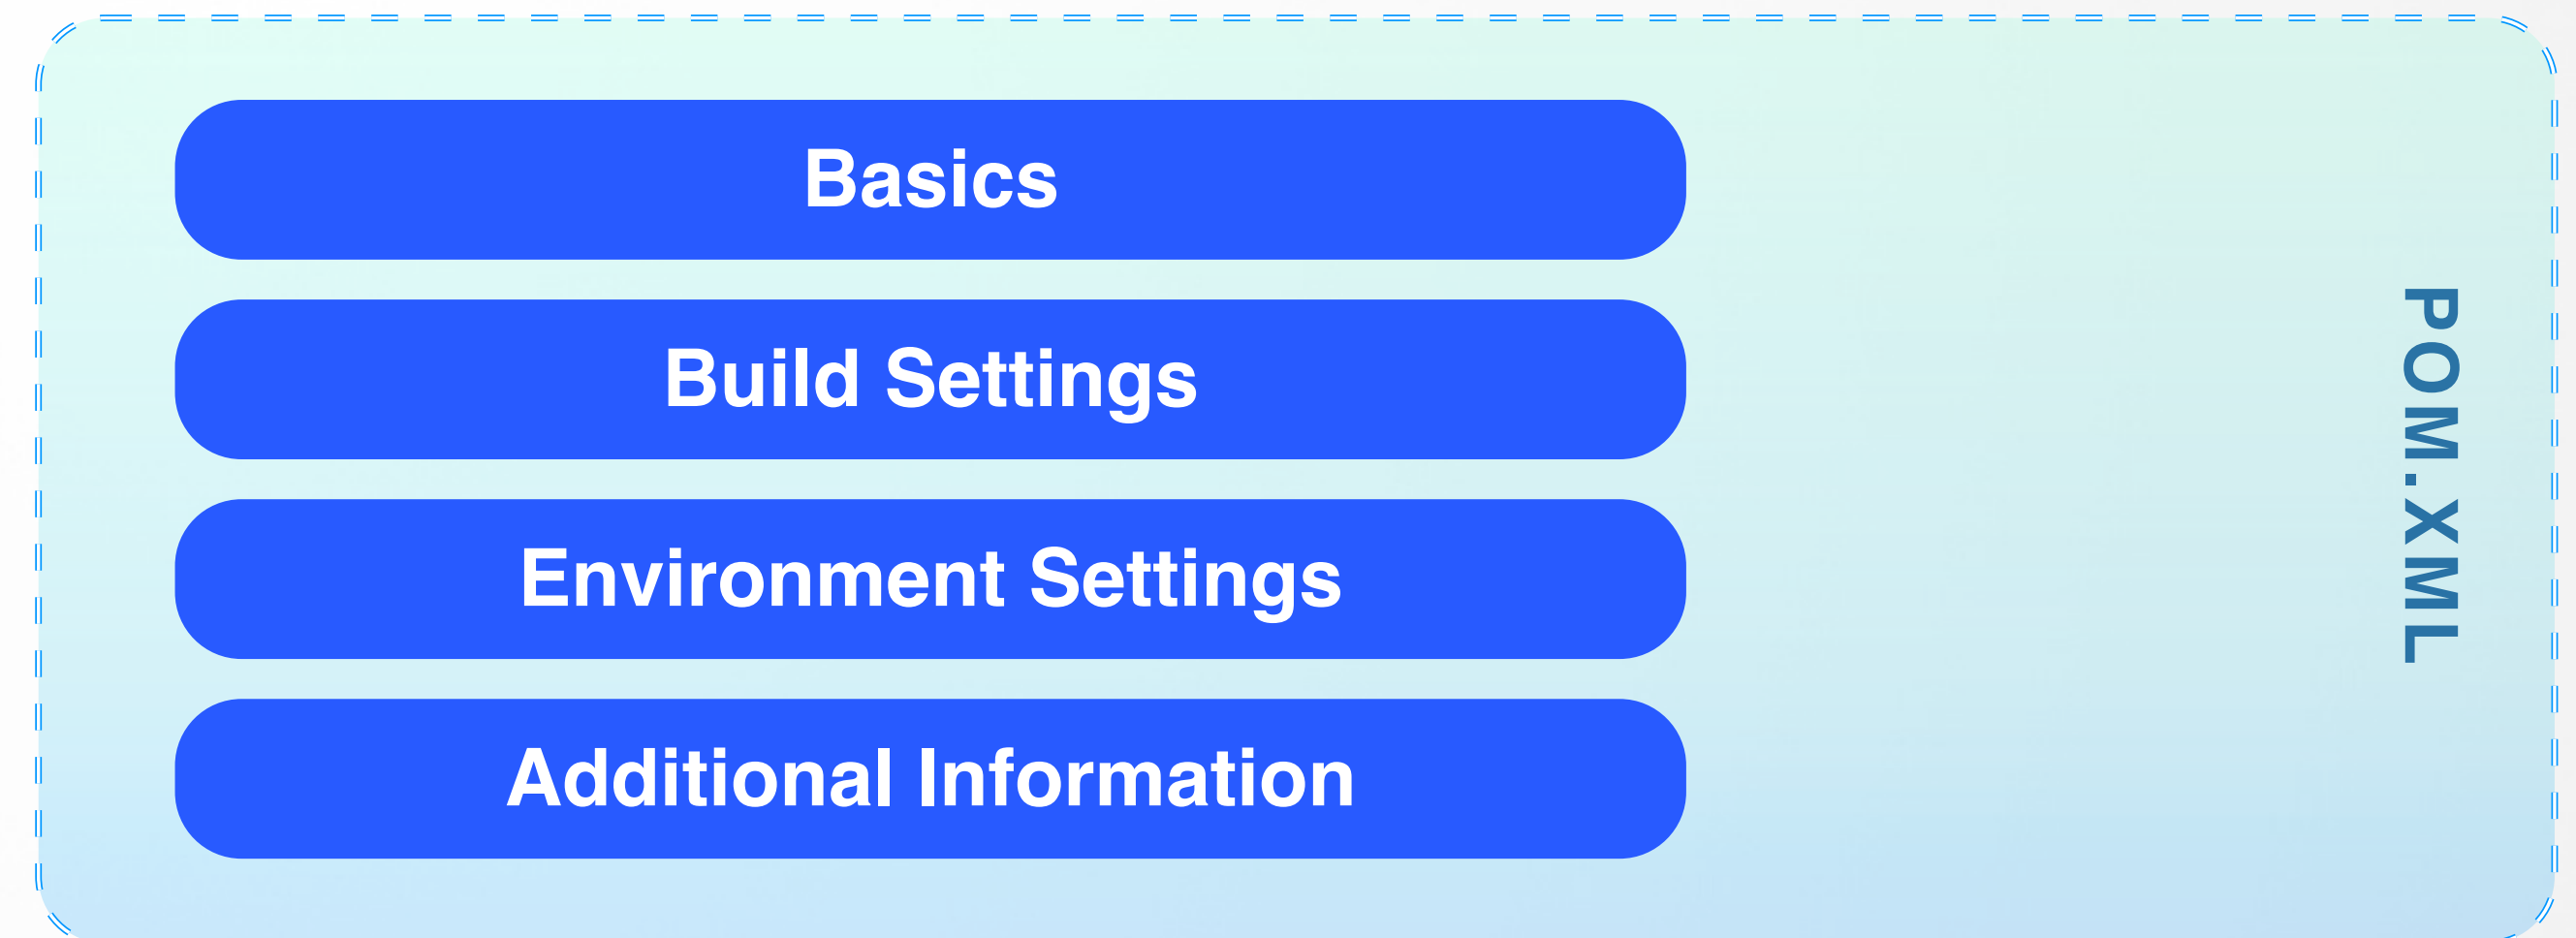 Basics
Build Settings
Environment Settings
Additional Information
POM.XML